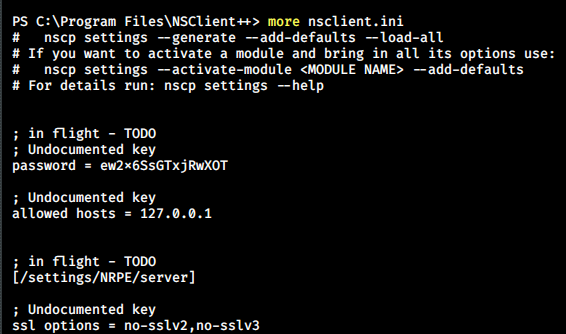 PS C:\Program Files\NSClient++> more nsclient.ini
#   nscp settings --generate --add-defaults --load-all
# If you want to activate a module and bring in all its options use:
#   nscp settings --activate-module <MODULE NAME> --add-defaults
# For details run: nscp settings --help
; in flight - TODO
; Undocumented key
password = ew2x6SsGTxjRwXOT
; Undocumented key
allowed hosts = 127.0.0.1
; in flight - TODO
[/settings/NRPE/server]
; Undocumented key
ssl options = no-sslv2,no-sslv3